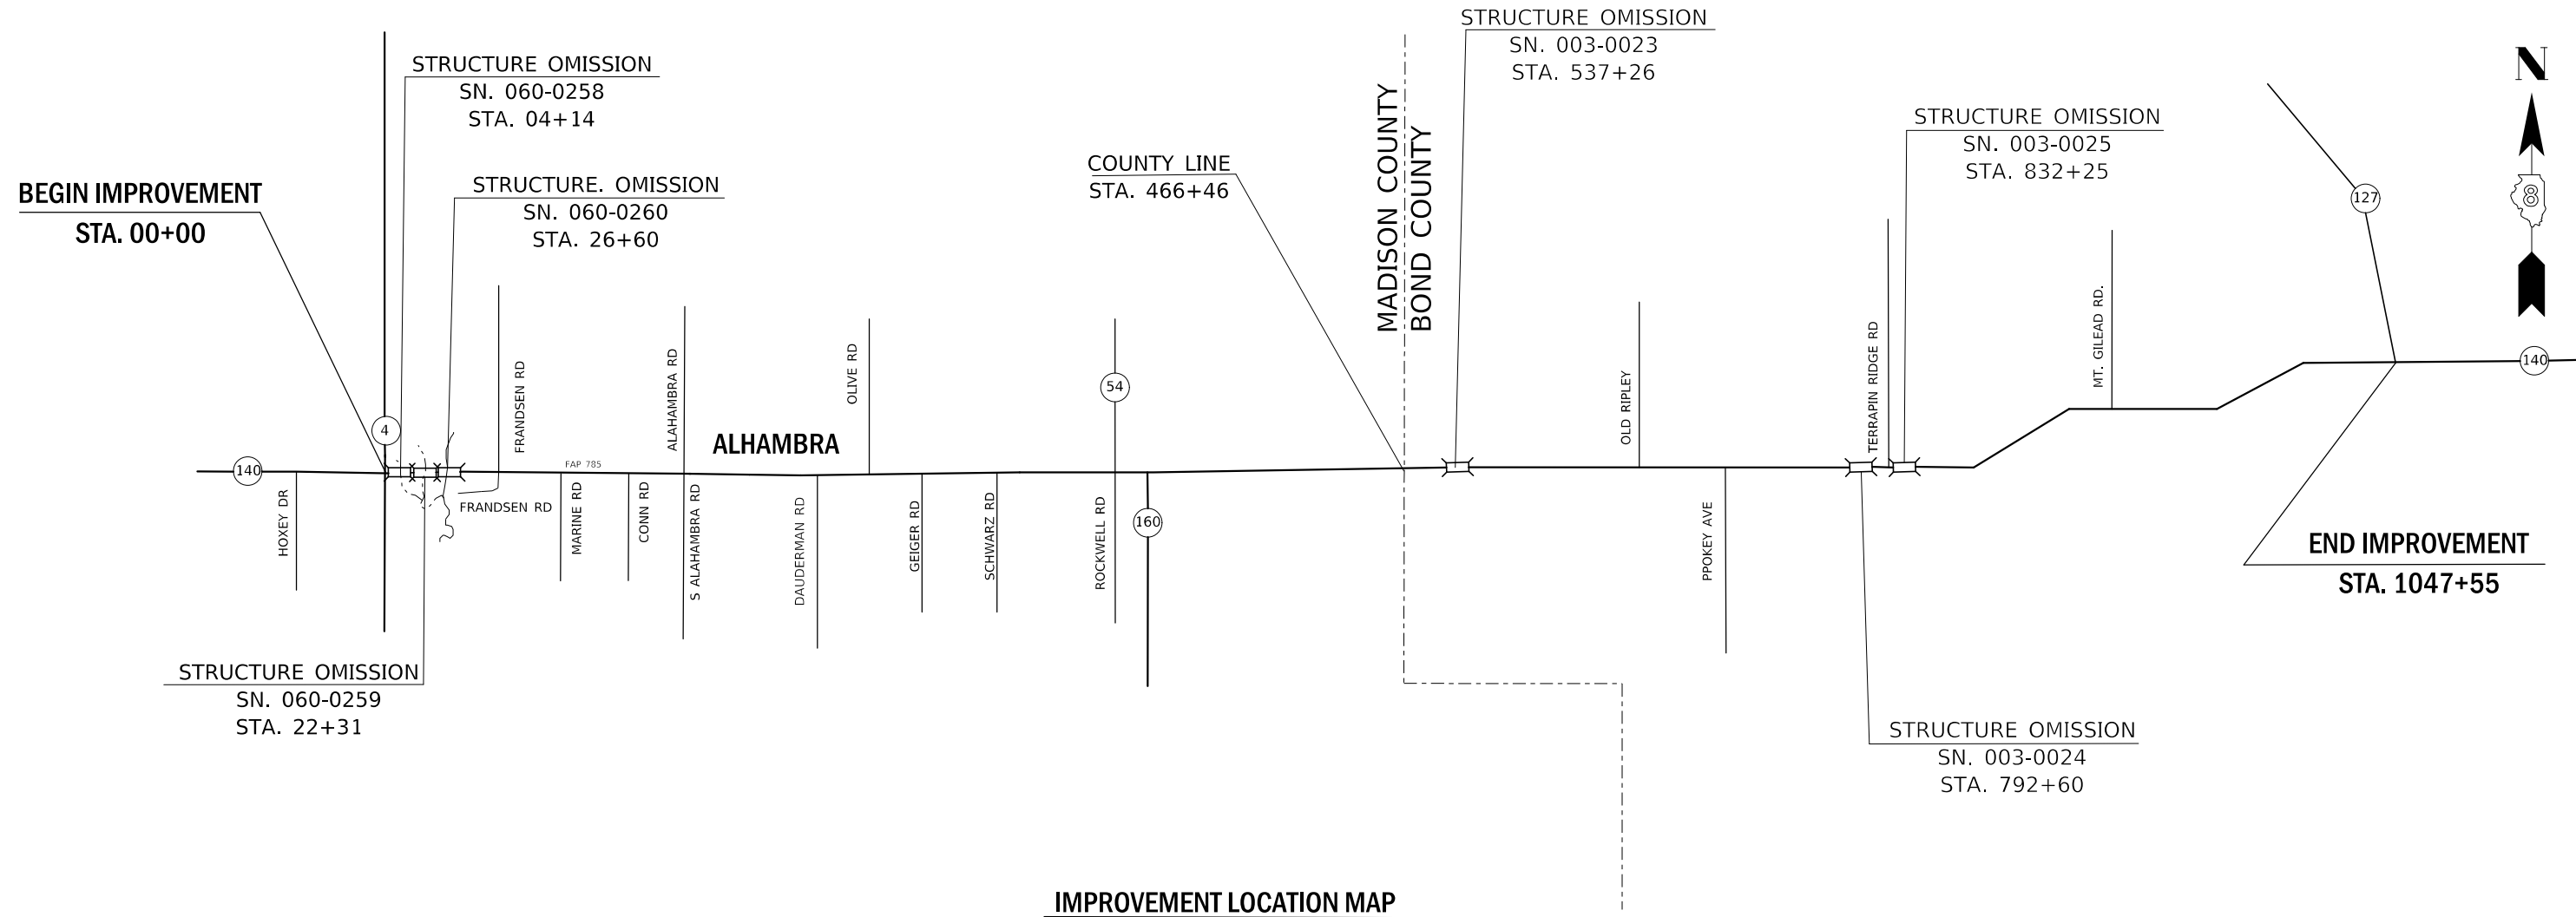 STRUCTURE OMISSION
SN. 003-0023
STA. 537+26
STRUCTURE OMISSION
SN. 060-0258
STA. 04+14
N
8
MADISON COUNTY
BOND COUNTY
STRUCTURE OMISSION
SN. 003-0025
STA. 832+25
COUNTY LINE
STA. 466+46
BEGIN IMPROVEMENT
STA. 00+00
STRUCTURE. OMISSION
SN. 060-0260
STA. 26+60
127
FRANDSEN RD
ALAHAMBRA RD
OLIVE RD
54
OLD RIPLEY
TERRAPIN RIDGE RD
MT. GILEAD RD.
140
4
ALHAMBRA
140
FAP 785
HOXEY DR
FRANDSEN RD
MARINE RD
CONN RD
S ALAHAMBRA RD
DAUDERMAN RD
GEIGER RD
SCHWARZ RD
ROCKWELL RD
160
PPOKEY AVE
END IMPROVEMENT
STA. 1047+55
STRUCTURE OMISSION
SN. 060-0259
STA. 22+31
STRUCTURE OMISSION
SN. 003-0024
STA. 792+60
IMPROVEMENT LOCATION MAP